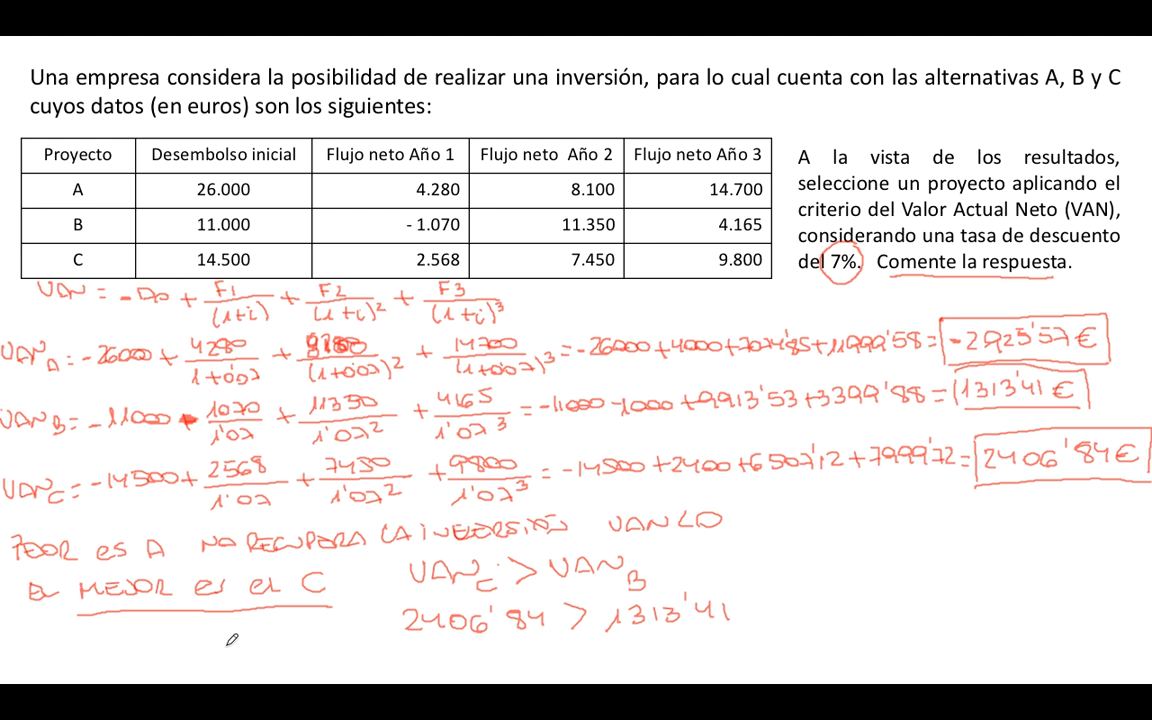 Una empresa considera la posibilidad de realizar una inversión, para lo cual cuenta con las alternativas A, B y C
cuyos datos (en euros) son los siguientes:
Proyecto Desembolso inicial Flujo neto Año 1 Flujo neto Año 2 Flujo neto Año 3
A 26.000 4.280 8.100 14.700
B 11.000 - 1.070 11.350 4.165
C 14.500 2.568 7.450 9.800
A la vista de los resultados,
seleccione un proyecto aplicando el
criterio del Valor Actual Neto (VAN),
considerando una tasa de descuento
del 7%. Comente la respuesta.
VAN = -D0 + F1/(1+i) + F2/(1+i)² + F3/(1+i)³
VAN A = -26000 + 4280/1+0'07 + 8100/(1+0'07)² + 14700/(1+0'07)³ = -26000+4000+7074'85+11999'58 = -2925'57€
VAN B = -11000 - 1070/1'07 + 11350/1'07² + 4165/1'07³ = -11000-1000+9913'53+3399'88 = 1313'41€
VAN C = -14500 + 2568/1'07 + 7450/1'07² + 9800/1'07³ = -14500+2400+6507'12+7999'72 = 2406'84€
PEOR ES A NO RECUPERA LA INVERSIÓN VAN<0
EL MEJOR ES EL C VAN C > VAN B
2406'84 > 1313'41